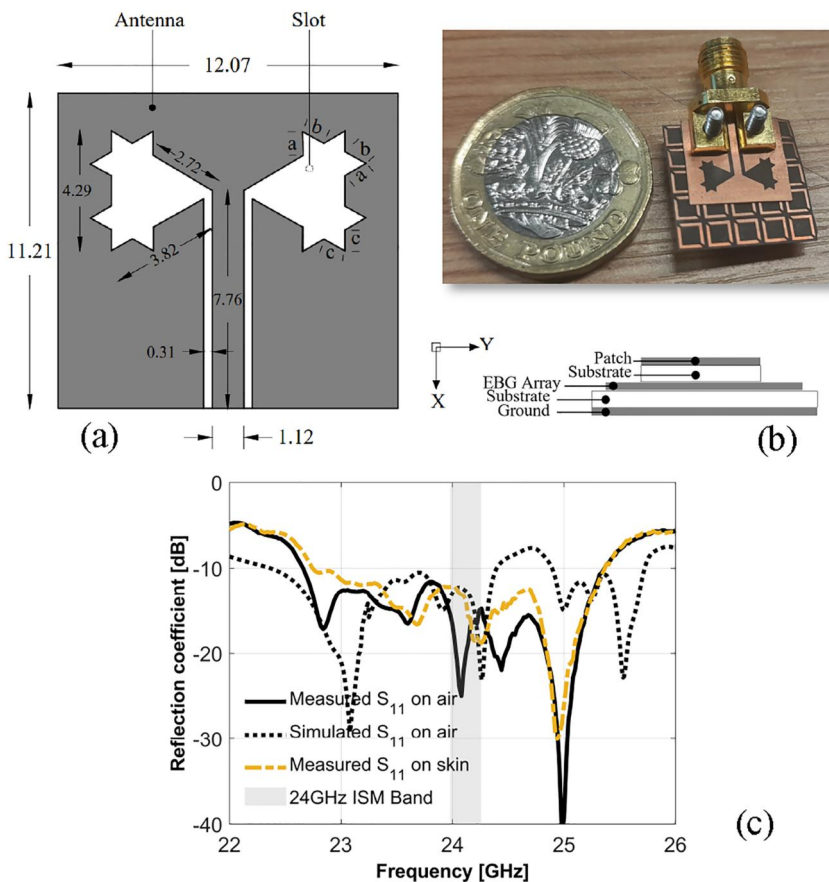 Antenna
Slot
12.07
11.21
4.29
2.72
a
b
b
a
3.82
c
c
7.76
0.31
1.12
(a)
ONE POUND
Y
X
Patch
Substrate
EBG Array
Substrate
Ground
(b)
0
-10
-20
-30
-40
Reflection coefficient [dB]
Measured S11 on air
Simulated S11 on air
Measured S11 on skin
24GHz ISM Band
22
23
24
25
26
Frequency [GHz]
(c)